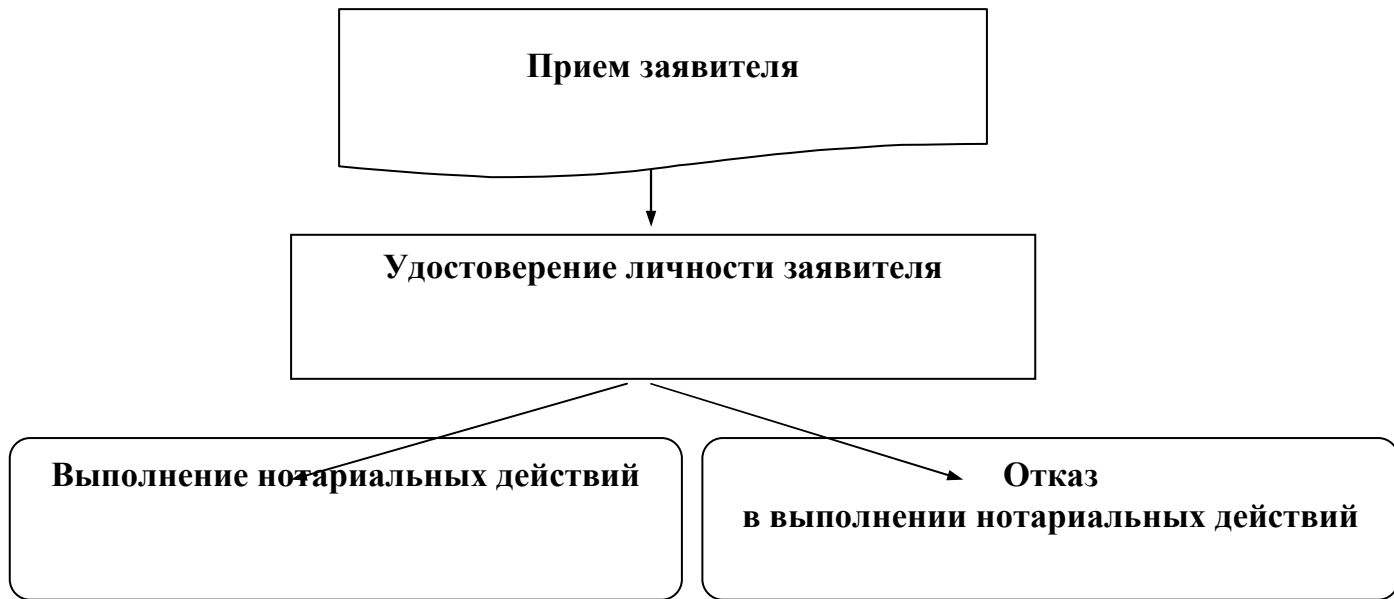 Прием заявителя
Удостоверение личности заявителя
Выполнение нотариальных действий
Отказ
в выполнении нотариальных действий